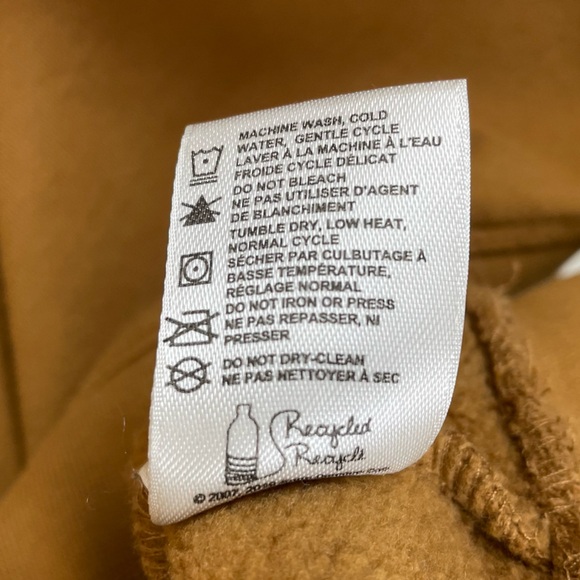 MACHINE WASH, COLD
WATER, GENTLE CYCLE
LAVER À LA MACHINE À L'EAU
FROIDE CYCLE DÉLICAT
DO NOT BLEACH
NE PAS UTILISER D'AGENT
DE BLANCHIMENT
TUMBLE DRY, LOW HEAT,
NORMAL CYCLE
SÉCHER PAR CULBUTAGE À
BASSE TEMPÉRATURE,
RÉGLAGE NORMAL
DO NOT IRON OR PRESS
NE PAS REPASSER, NI
PRESSER
DO NOT DRY-CLEAN
NE PAS NETTOYER À SEC
Recycled
Recyclé
© 2007,